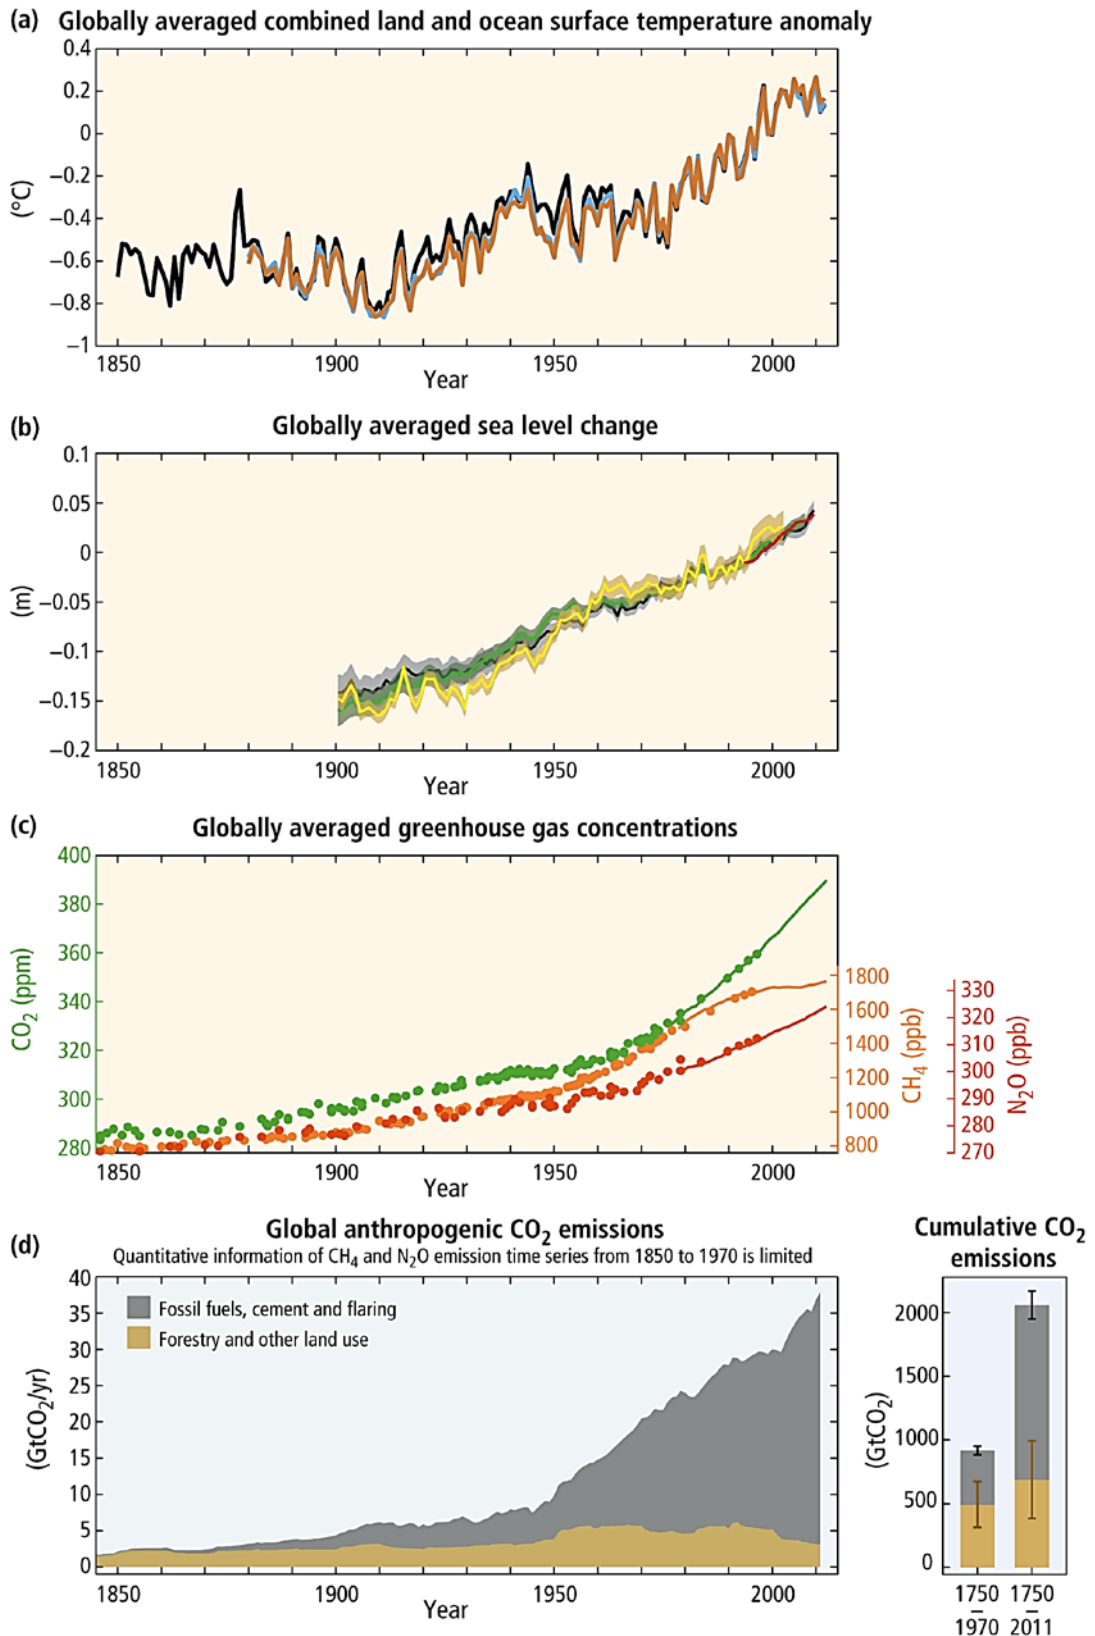 (a) Globally averaged combined land and ocean surface temperature anomaly
0.4
0.2
0
−0.2
−0.4
−0.6
−0.8
−1
(°C)
1850 1900 1950 2000
Year
(b) Globally averaged sea level change
0.1
0.05
0
−0.05
−0.1
−0.15
−0.2
(m)
1850 1900 1950 2000
Year
(c) Globally averaged greenhouse gas concentrations
400
380
360
340
320
300
280
CO₂ (ppm)
1800
1600
1400
1200
1000
800
CH₄ (ppb)
330
320
310
300
290
280
270
N₂O (ppb)
1850 1900 1950 2000
Year
(d) Global anthropogenic CO₂ emissions
Quantitative information of CH₄ and N₂O emission time series from 1850 to 1970 is limited
40
35
30
25
20
15
10
5
0
(GtCO₂/yr)
Fossil fuels, cement and flaring
Forestry and other land use
1850 1900 1950 2000
Year
Cumulative CO₂
emissions
2000
1500
1000
500
0
(GtCO₂)
1750 1750
– –
1970 2011